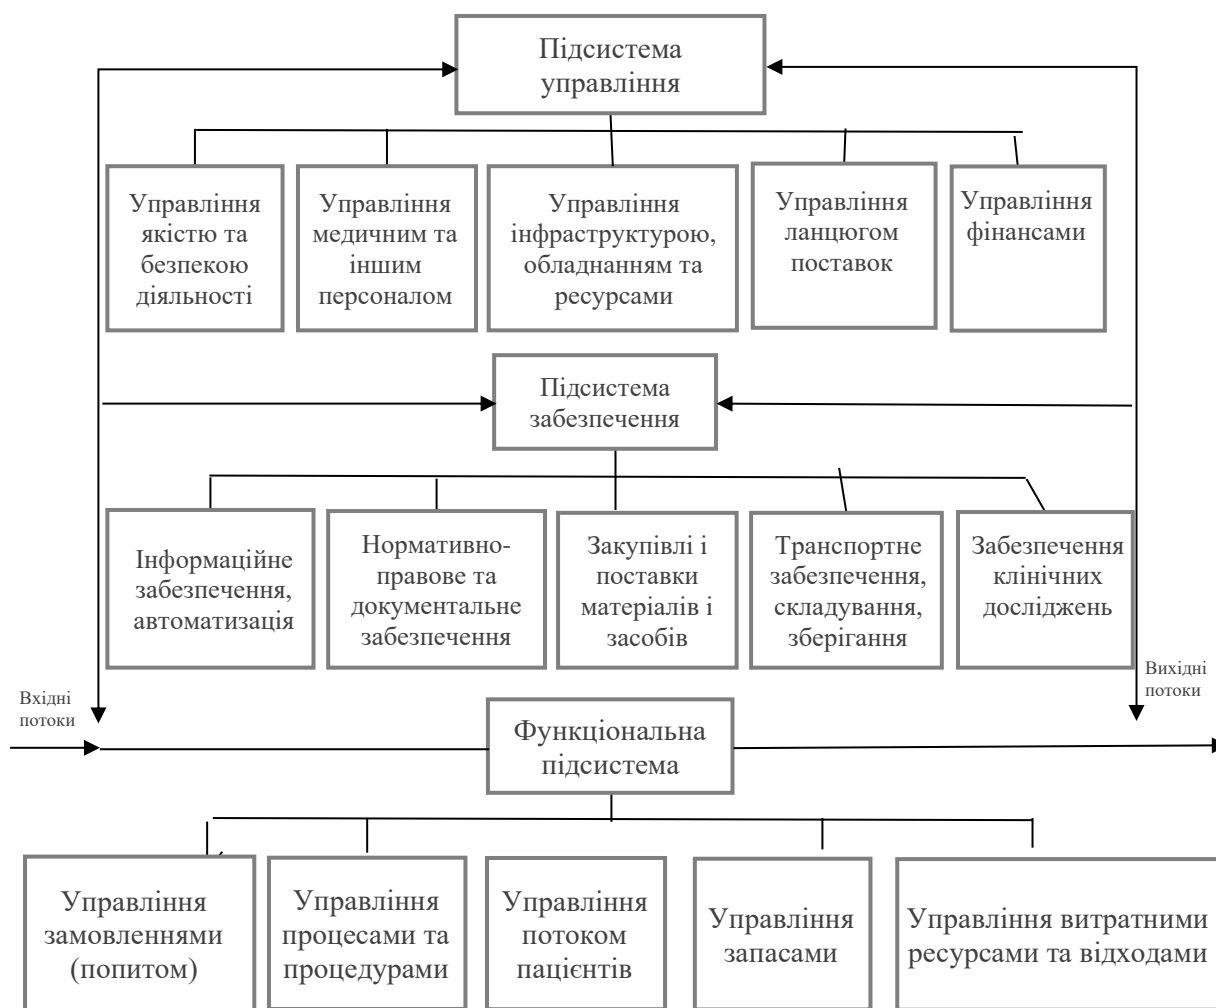 Підсистема
управління
Управління
якістю та
безпекою
діяльності
Управління
медичним та
іншим
персоналом
Управління
інфраструктурою,
обладнанням та
ресурсами
Управління
ланцюгом
поставок
Управління
фінансами
Підсистема
забезпечення
Інформаційне
забезпечення,
автоматизація
Нормативно-
правове та
документальне
забезпечення
Закупівлі і
поставки
матеріалів і
засобів
Транспортне
забезпечення,
складування,
зберігання
Забезпечення
клінічних
досліджень
Вхідні
потоки
Вихідні
потоки
Функціональна
підсистема
Управління
замовленнями
(попитом)
Управління
процесами та
процедурами
Управління
потоком
пацієнтів
Управління
запасами
Управління витратними
ресурсами та відходами